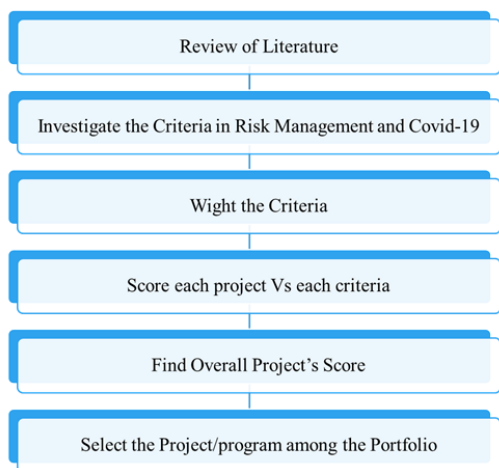 Review of Literature
Investigate the Criteria in Risk Management and Covid-19
Wight the Criteria
Score each project Vs each criteria
Find Overall Project’s Score
Select the Project/program among the Portfolio